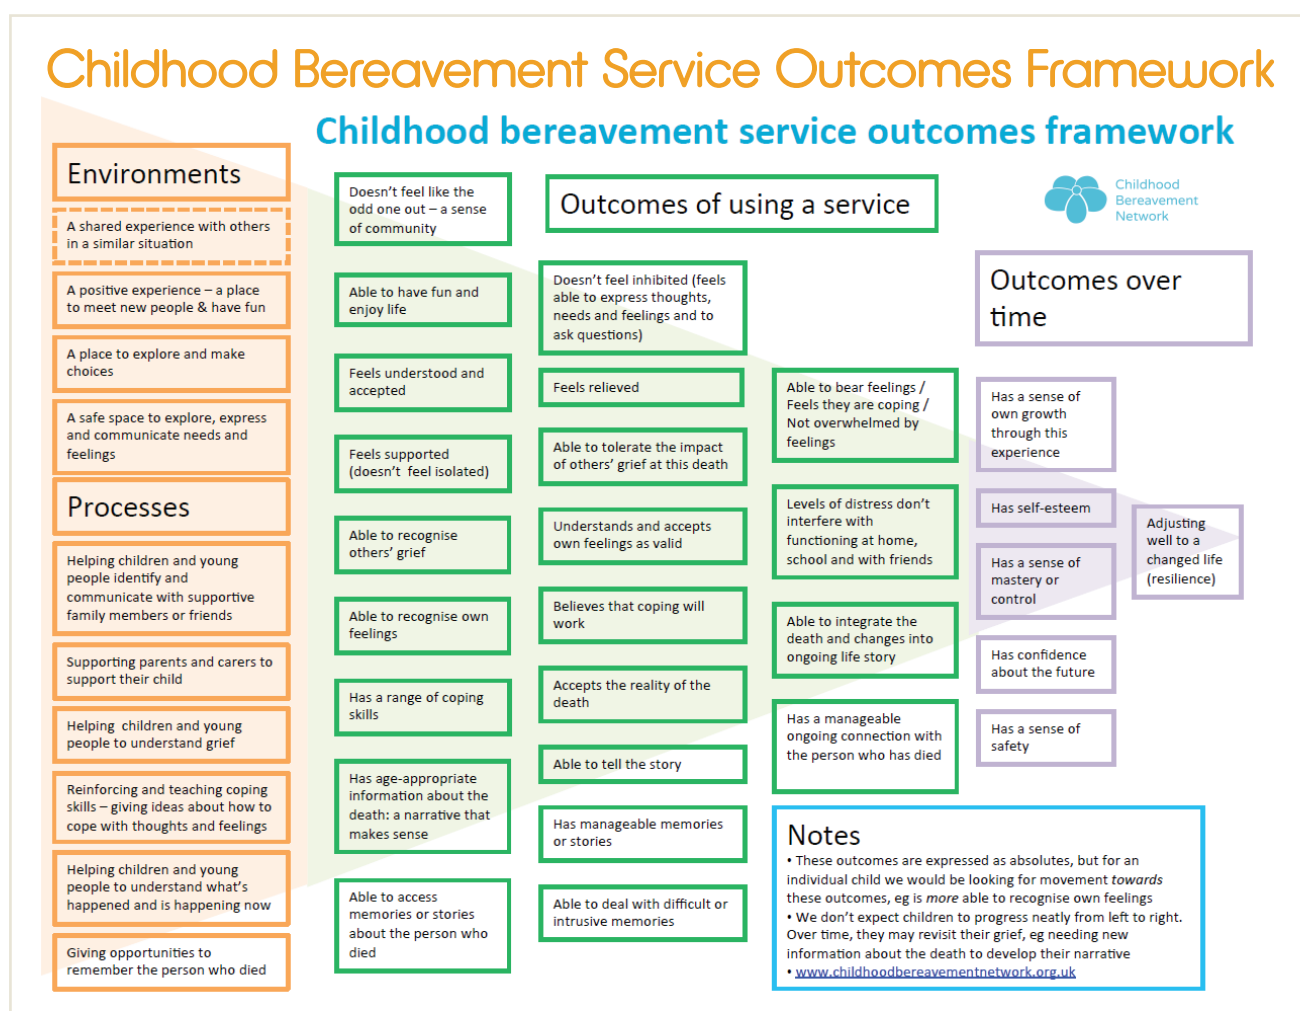 Childhood Bereavement Service Outcomes Framework
Childhood bereavement service outcomes framework
Environments
A shared experience with others
in a similar situation
A positive experience – a place
to meet new people & have fun
A place to explore and make
choices
A safe space to explore, express
and communicate needs and
feelings
Processes
Helping children and young
people identify and
communicate with supportive
family members or friends
Supporting parents and carers to
support their child
Helping children and young
people to understand grief
Reinforcing and teaching coping
skills – giving ideas about how to
cope with thoughts and feelings
Helping children and young
people to understand what's
happened and is happening now
Giving opportunities to
remember the person who died
Doesn't feel like the
odd one out – a sense
of community
Able to have fun and
enjoy life
Feels understood and
accepted
Feels supported
(doesn't feel isolated)
Able to recognise
others' grief
Able to recognise own
feelings
Has a range of coping
skills
Has age-appropriate
information about the
death: a narrative that
makes sense
Able to access
memories or stories
about the person who
died
Outcomes of using a service
Doesn't feel inhibited (feels
able to express thoughts,
needs and feelings and to
ask questions)
Feels relieved
Able to tolerate the impact
of others' grief at this death
Understands and accepts
own feelings as valid
Believes that coping will
work
Accepts the reality of the
death
Able to tell the story
Has manageable memories
or stories
Able to deal with difficult or
intrusive memories
Able to bear feelings /
Feels they are coping /
Not overwhelmed by
feelings
Levels of distress don't
interfere with
functioning at home,
school and with friends
Able to integrate the
death and changes into
ongoing life story
Has a manageable
ongoing connection with
the person who has died
Childhood
Bereavement
Network
Outcomes over
time
Has a sense of
own growth
through this
experience
Has self-esteem
Has a sense of
mastery or
control
Has confidence
about the future
Has a sense of
safety
Adjusting
well to a
changed life
(resilience)
Notes
• These outcomes are expressed as absolutes, but for an
individual child we would be looking for movement towards
these outcomes, eg is more able to recognise own feelings
• We don't expect children to progress neatly from left to right.
Over time, they may revisit their grief, eg needing new
information about the death to develop their narrative
• www.childhoodbereavementnetwork.org.uk